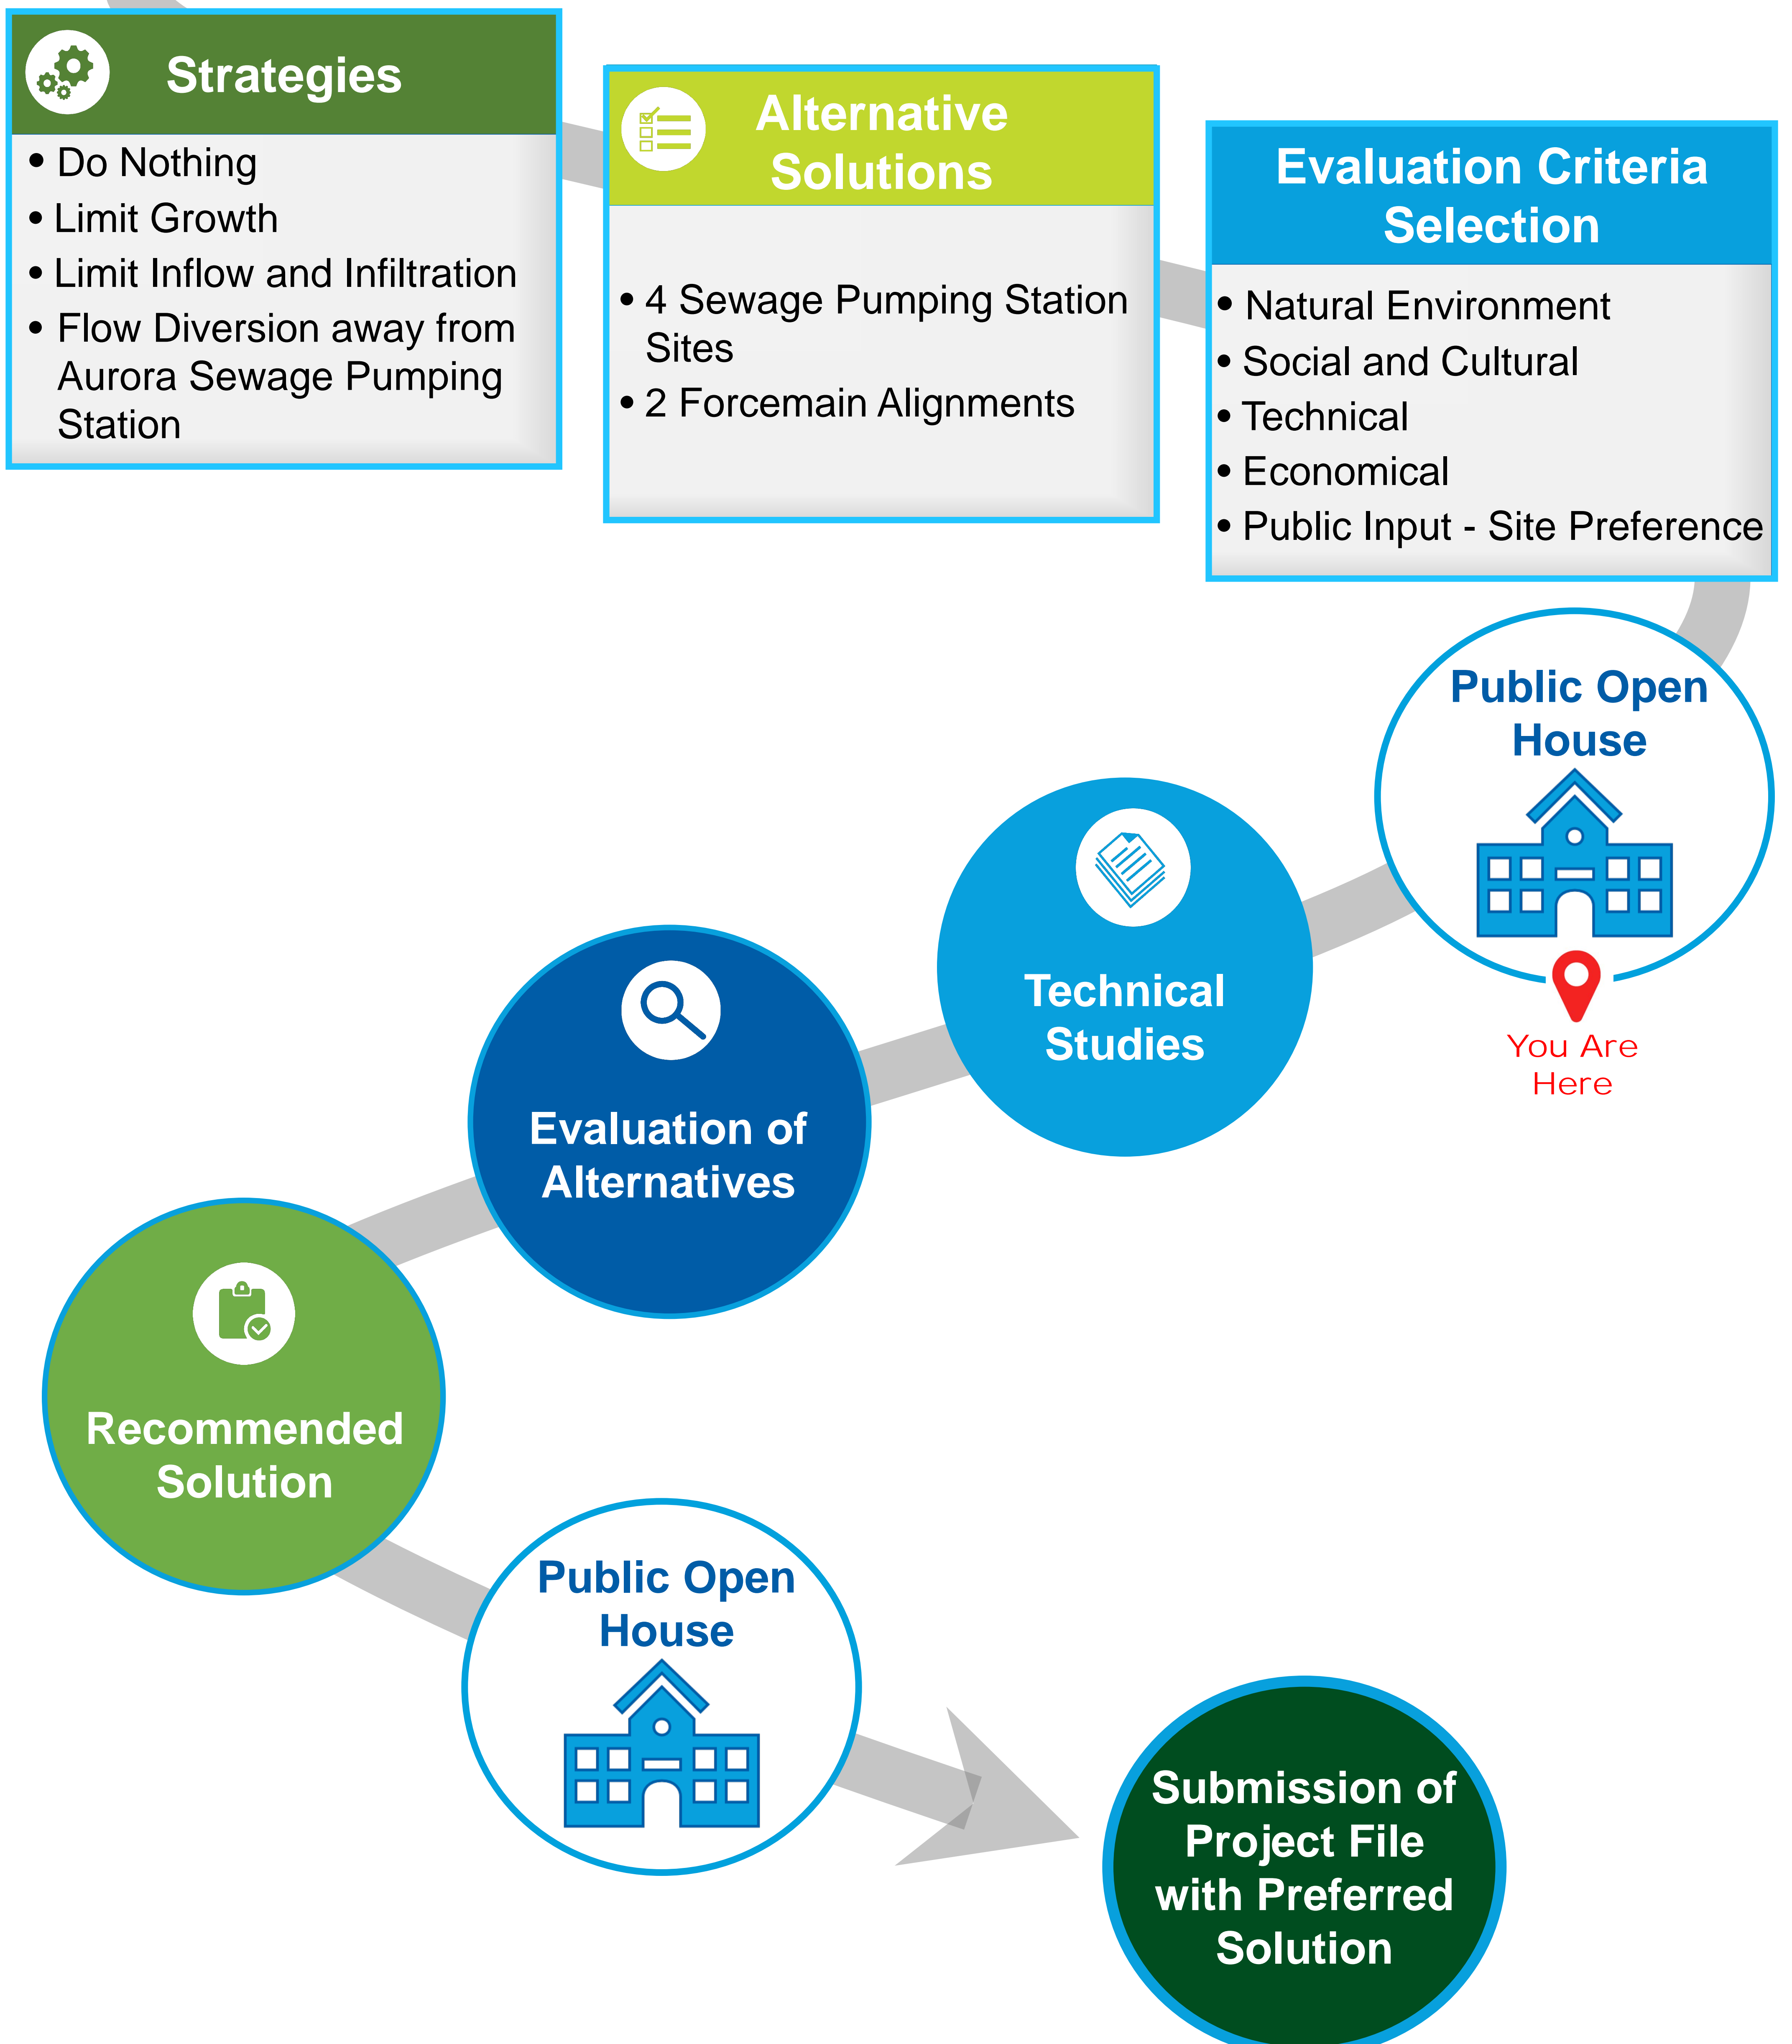 Strategies
• Do Nothing
• Limit Growth
• Limit Inflow and Infiltration
• Flow Diversion away from
Aurora Sewage Pumping
Station
Alternative
Solutions
• 4 Sewage Pumping Station
Sites
• 2 Forcemain Alignments
Evaluation Criteria
Selection
• Natural Environment
• Social and Cultural
• Technical
• Economical
• Public Input - Site Preference
Public Open
House
You Are
Here
Technical
Studies
Evaluation of
Alternatives
Recommended
Solution
Public Open
House
Submission of
Project File
with Preferred
Solution